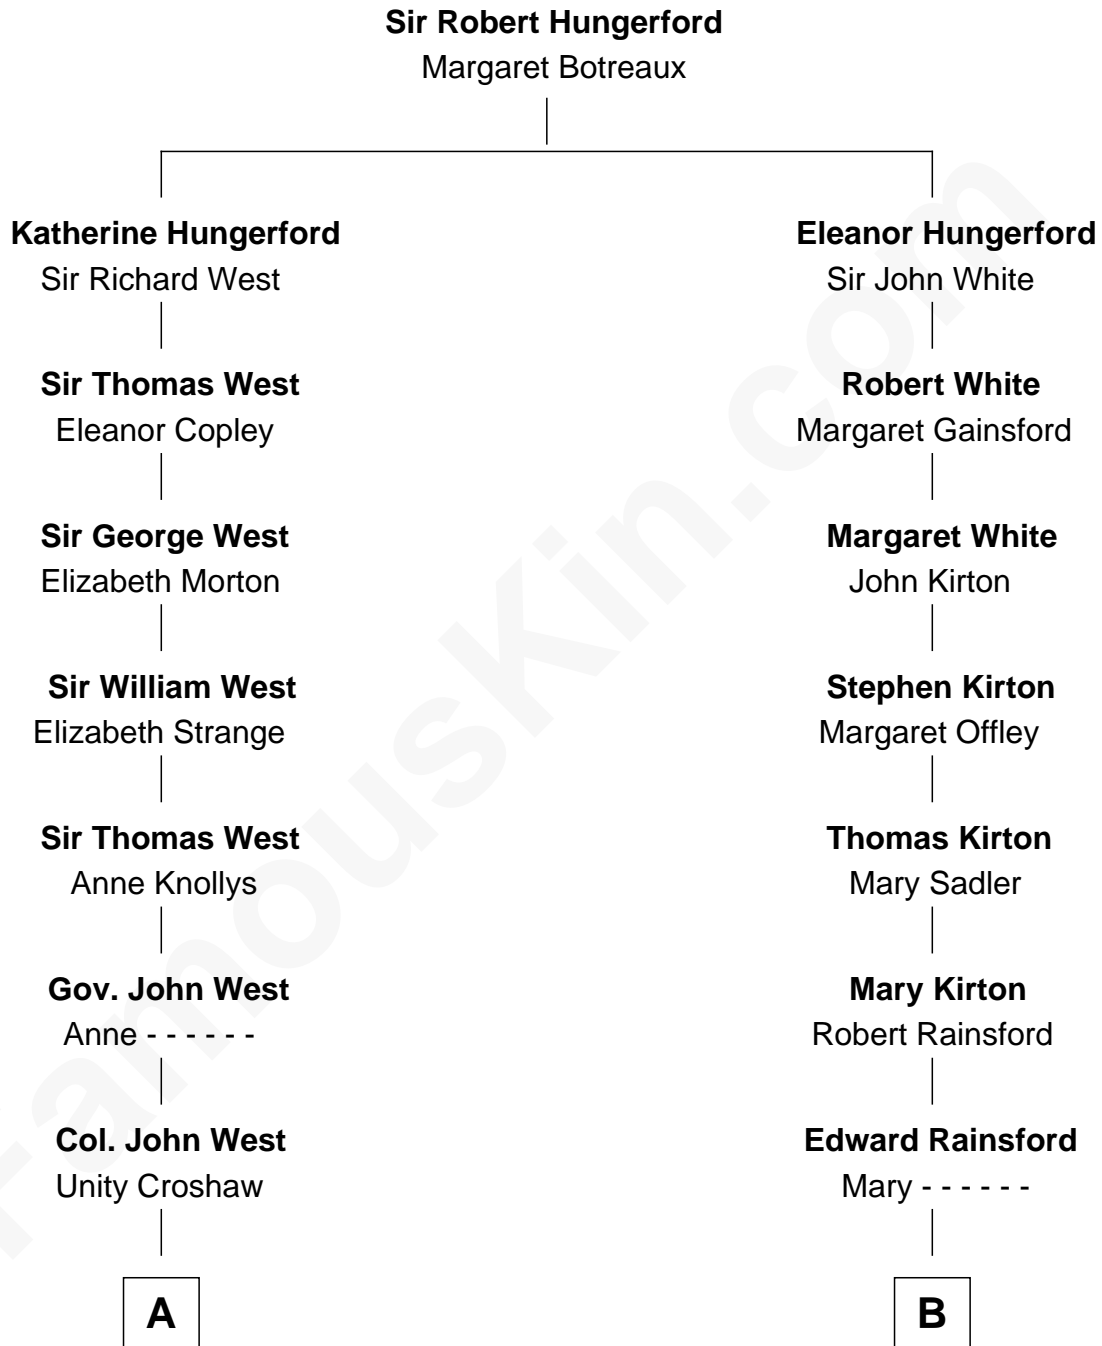 Sir Robert Hungerford
Margaret Botreaux
Katherine Hungerford
Sir Richard West
Sir Thomas West
Eleanor Copley
Sir George West
Elizabeth Morton
Sir William West
Elizabeth Strange
Sir Thomas West
Anne Knollys
Gov. John West
Anne - - - - - -
Col. John West
Unity Croshaw
A
Eleanor Hungerford
Sir John White
Robert White
Margaret Gainsford
Margaret White
John Kirton
Stephen Kirton
Margaret Offley
Thomas Kirton
Mary Sadler
Mary Kirton
Robert Rainsford
Edward Rainsford
Mary - - - - - -
B
FamousKin.com